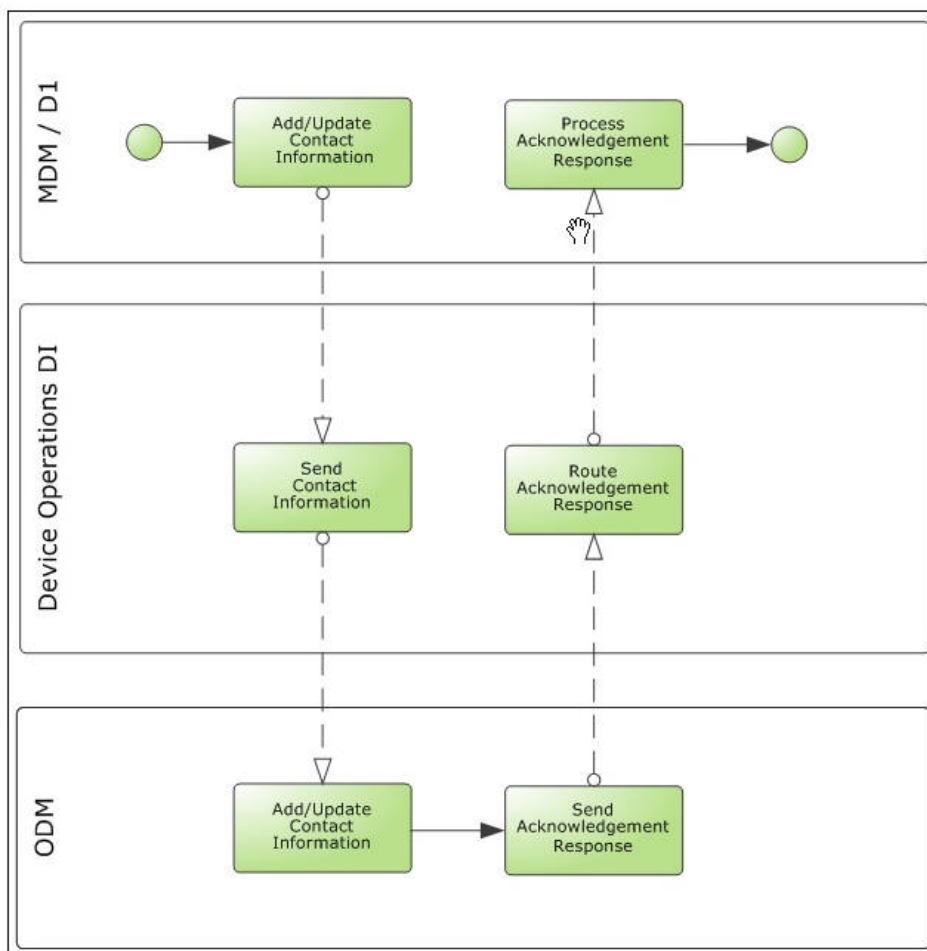 MDM / D1
Add/Update
Contact
Information
Process
Acknowledgement
Response
Device Operations DI
Send
Contact
Information
Route
Acknowledgement
Response
ODM
Add/Update
Contact
Information
Send
Acknowledgement
Response